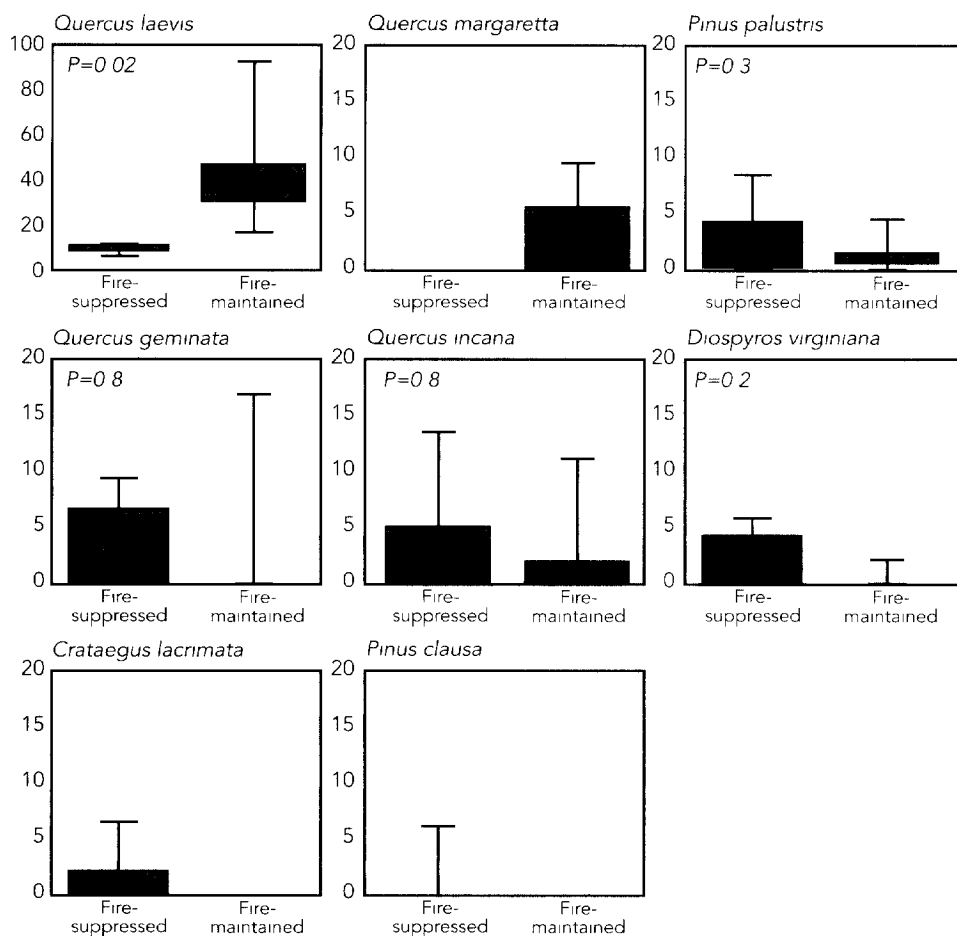 Quercus laevis
100
80
60
40
20
0
P=0 02
Fire-
suppressed
Fire-
maintained
Quercus margaretta
20
15
10
5
0
Fire-
suppressed
Fire-
maintained
Pinus palustris
20
15
10
5
0
P=0 3
Fire-
suppressed
Fire-
maintained
Quercus geminata
20
15
10
5
0
P=0 8
Fire-
suppressed
Fire-
maintained
Quercus incana
20
15
10
5
0
P=0 8
Fire-
suppressed
Fire-
maintained
Diospyros virginiana
20
15
10
5
0
P=0 2
Fire-
suppressed
Fire-
maintained
Crataegus lacrimata
20
15
10
5
0
Fire-
suppressed
Fire-
maintained
Pinus clausa
20
15
10
5
0
Fire-
suppressed
Fire-
maintained